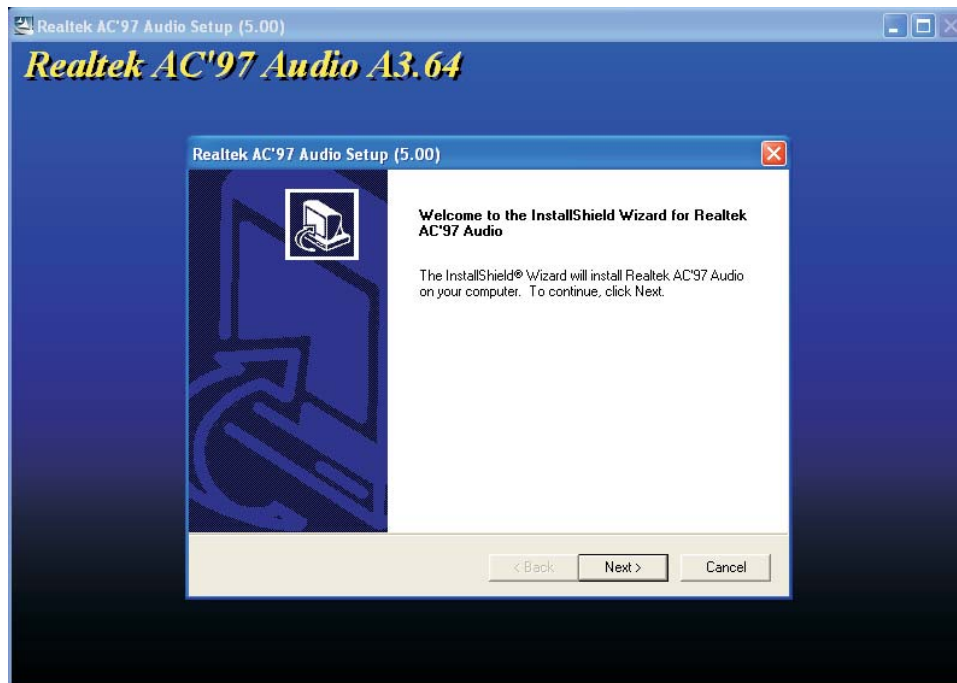 Realtek AC'97 Audio Setup (5.00)
Realtek AC'97 Audio A3.64
Realtek AC'97 Audio Setup (5.00)
Welcome to the InstallShield Wizard for Realtek
AC'97 Audio
The InstallShield® Wizard will install Realtek AC'97 Audio
on your computer. To continue, click Next.
< Back
Next >
Cancel